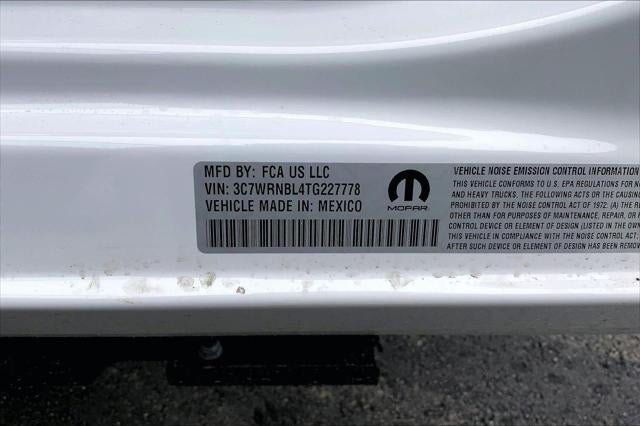 MFD BY: FCA US LLC
VIN: 3C7WRNBL4TG227778
VEHICLE MADE IN: MEXICO
MOPAR
VEHICLE NOISE EMISSION CONTROL INFORMATION
THIS VEHICLE CONFORMS TO U.S. EPA REGULATIONS FOR
THE FOLLOWING ACTS OR THE CAUSING
PROHIBITED BY THE NOISE CONTROL ACT OF 1972: (A) THE
OTHER THAN FOR PURPOSES OF MAINTENANCE, REPAIR, OR
CONTROL DEVICE OR ELEMENT OF DESIGN (LISTED IN THE
THIS VEHICLE IN COMPLIANCE WITH THE NOISE CONTROL ACT,
AFTER SUCH DEVICE OR ELEMENT OF DESIGN HAS BEEN